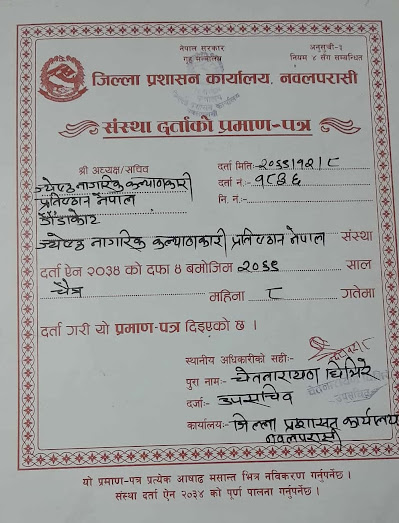 नेपाल सरकार
गृह मन्त्रालय
अनुसूची-३
नियम ४ सँग सम्बन्धित
जिल्ला प्रशासन कार्यालय, नवलपरासी
संस्था दर्ताको प्रमाण-पत्र
श्री अध्यक्ष/सचिव
ज्येष्ठ नागरिक कल्याणकारी
प्रतिष्ठान नेपाल
दर्ता मितिः- २०६९।१२।८
दर्ता नं.:- १८३६
नि. नं.:-
ज्येष्ठ नागरिक कल्याणकारी प्रतिष्ठान नेपाल संस्था
दर्ता ऐन २०३४ को दफा ४ बमोजिम २०६९ साल
चैत्र महिना ८ गतेमा
दर्ता गरी यो प्रमाण-पत्र दिइएको छ ।
स्थानीय अधिकारीको सहीः-
पुरा नामः- चेतनारायण घिमिरे
दर्जाः- उपसचिव
कार्यालयः- जिल्ला प्रशासन कार्यालय
नवलपरासी
यो प्रमाण-पत्र प्रत्येक आषाढ मसान्त भित्र नविकरण गर्नुपर्नेछ ।
संस्था दर्ता ऐन २०३४ को पूर्ण पालना गर्नुपर्नेछ ।